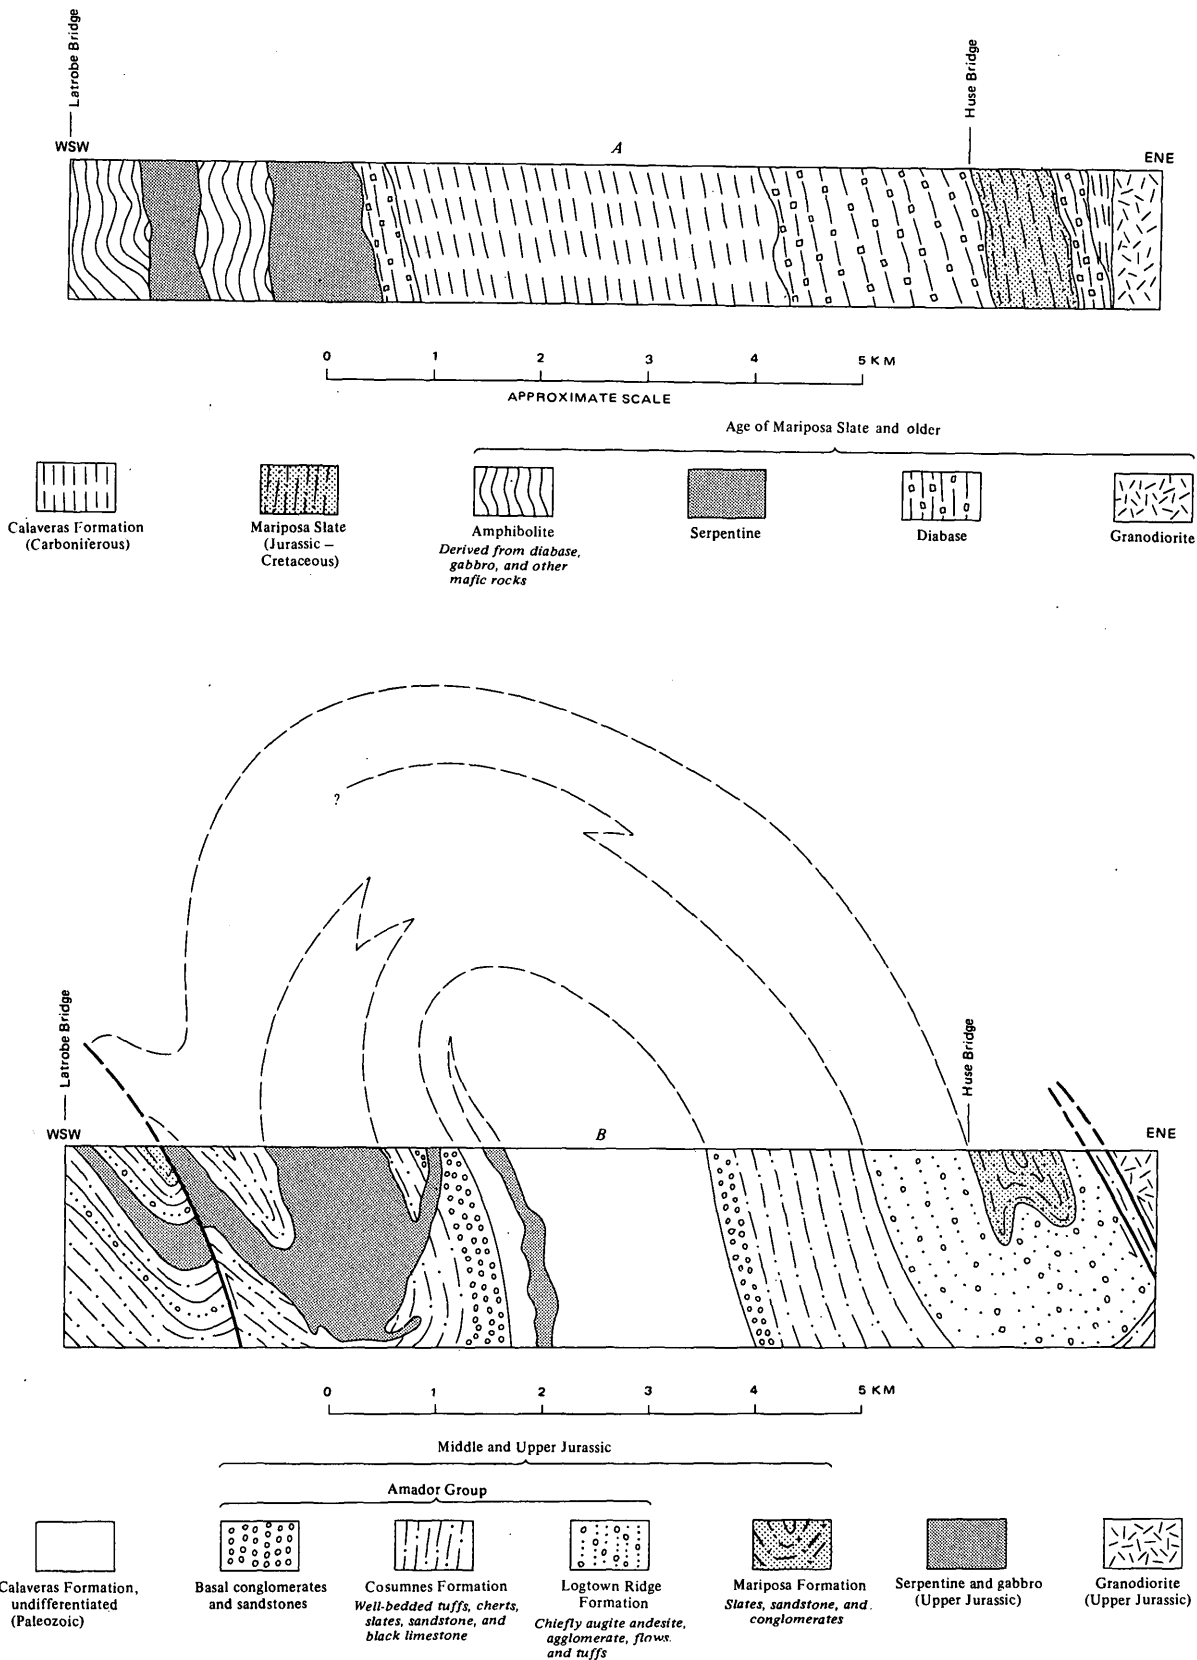 Latrobe Bridge
Huse Bridge
WSW
A
ENE
0 1 2 3 4 5 KM
APPROXIMATE SCALE
Age of Mariposa Slate and older
Calaveras Formation
(Carboniferous)
Mariposa Slate
(Jurassic –
Cretaceous)
Amphibolite
Derived from diabase,
gabbro, and other
mafic rocks
Serpentine
Diabase
Granodiorite
?
Latrobe Bridge
Huse Bridge
WSW
B
ENE
0 1 2 3 4 5 KM
Middle and Upper Jurassic
Amador Group
Calaveras Formation,
undifferentiated
(Paleozoic)
Basal conglomerates
and sandstones
Cosumnes Formation
Well-bedded tuffs, cherts,
slates, sandstone, and
black limestone
Logtown Ridge
Formation
Chiefly augite andesite,
agglomerate, flows.
and tuffs
Mariposa Formation
Slates, sandstone, and
conglomerates
Serpentine and gabbro
(Upper Jurassic)
Granodiorite
(Upper Jurassic)